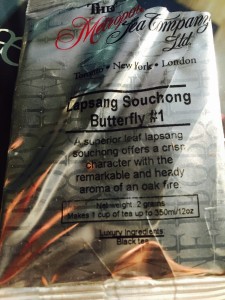 THE
Metropolitan
Tea Company
Ltd.
Toronto • New York • London
Lapsang Souchong
Butterfly #1
A superior leaf lapsang
souchong offers a crisp
character with the
remarkable and heady
aroma of an oak fire
Net weight: 2 grams
Makes 1 cup of tea up to 350ml/12oz
Luxury Ingredients
Black tea